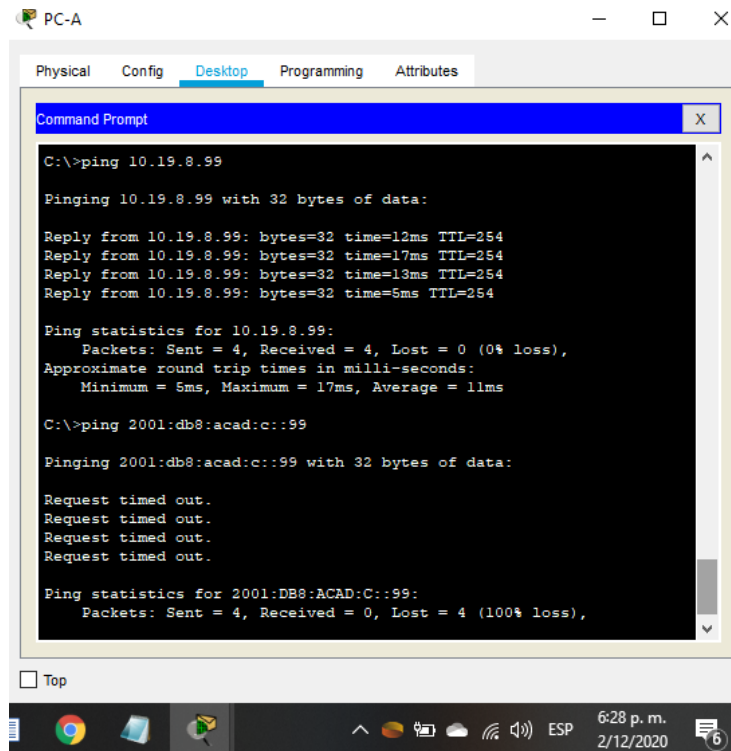 PC-A
Physical Config Desktop Programming Attributes
Command Prompt X
C:\>ping 10.19.8.99
Pinging 10.19.8.99 with 32 bytes of data:
Reply from 10.19.8.99: bytes=32 time=12ms TTL=254
Reply from 10.19.8.99: bytes=32 time=17ms TTL=254
Reply from 10.19.8.99: bytes=32 time=13ms TTL=254
Reply from 10.19.8.99: bytes=32 time=5ms TTL=254
Ping statistics for 10.19.8.99:
Packets: Sent = 4, Received = 4, Lost = 0 (0% loss),
Approximate round trip times in milli-seconds:
Minimum = 5ms, Maximum = 17ms, Average = 11ms
C:\>ping 2001:db8:acad:c::99
Pinging 2001:db8:acad:c::99 with 32 bytes of data:
Request timed out.
Request timed out.
Request timed out.
Request timed out.
Ping statistics for 2001:DB8:ACAD:C::99:
Packets: Sent = 4, Received = 0, Lost = 4 (100% loss),
Top
ESP
6:28 p. m.
2/12/2020
6